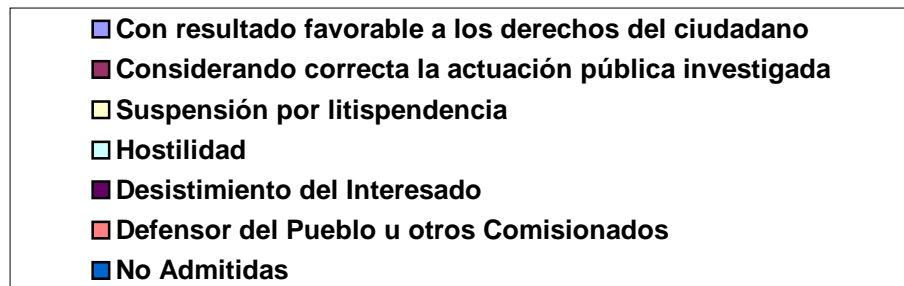 Con resultado favorable a los derechos del ciudadano
Considerando correcta la actuación pública investigada
Suspensión por litispendencia
Hostilidad
Desistimiento del Interesado
Defensor del Pueblo u otros Comisionados
No Admitidas